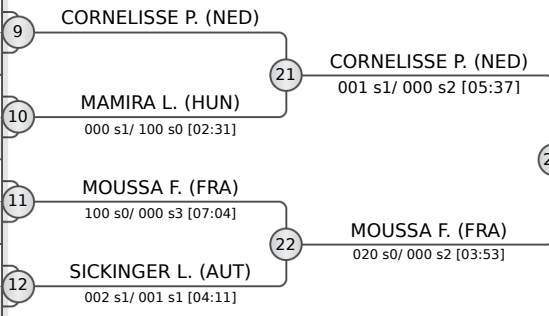 9
CORNELISSE P. (NED)
21
CORNELISSE P. (NED)
001 s1/ 000 s2 [05:37]
10
MAMIRA L. (HUN)
000 s1/ 100 s0 [02:31]
11
MOUSSA F. (FRA)
100 s0/ 000 s3 [07:04]
22
MOUSSA F. (FRA)
020 s0/ 000 s2 [03:53]
12
SICKINGER L. (AUT)
002 s1/ 001 s1 [04:11]